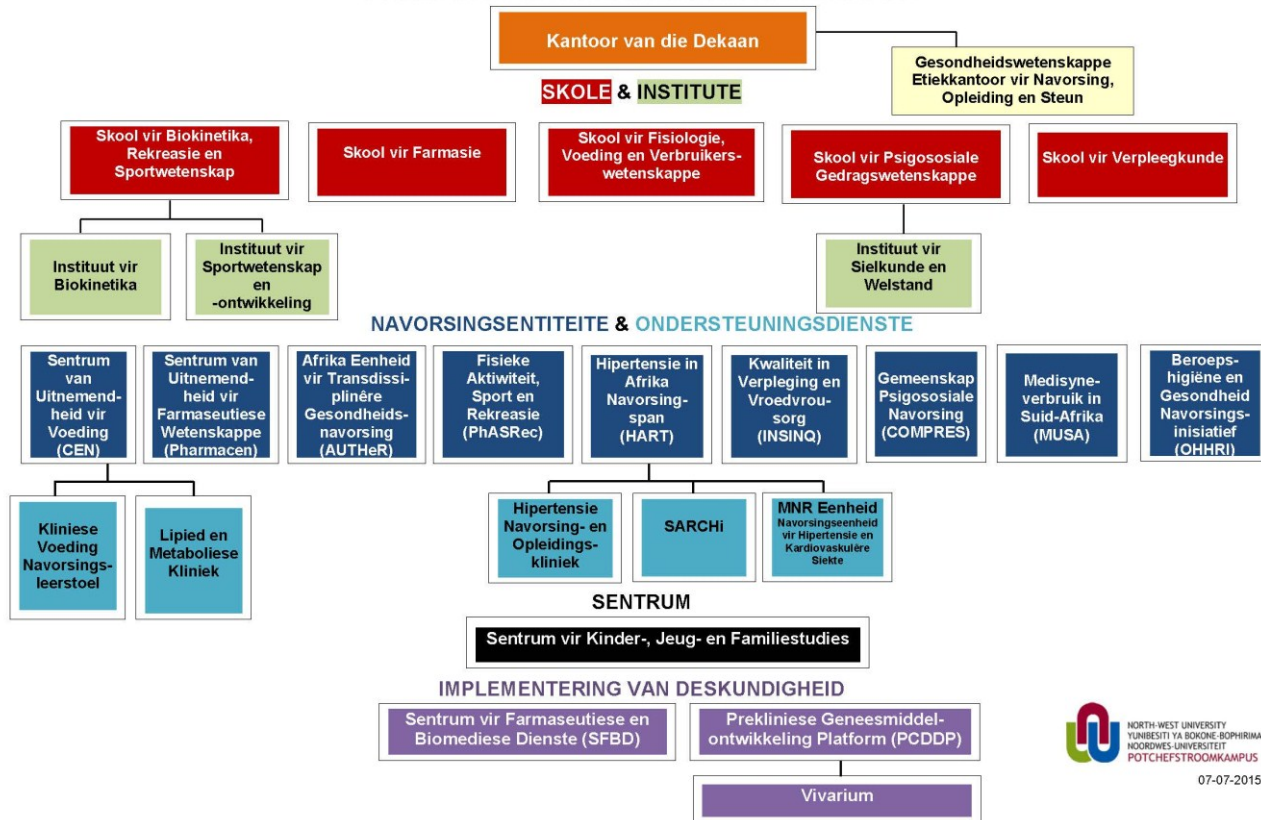 Kantoor van die Dekaan
Gesondheidswetenskappe
Etiekkantoor vir Navorsing,
Opleiding en Steun
SKOLE & INSTITUTE
Skool vir Biokinetika,
Rekreasie en
Sportwetenskap
Skool vir Farmasie
Skool vir Fisiologie,
Voeding en Verbruikers-
wetenskappe
Skool vir Psigososiale
Gedragswetenskappe
Skool vir Verpleegkunde
Instituut vir
Biokinetika
Instituut vir
Sportwetenskap
en
-ontwikkeling
Instituut vir
Sielkunde en
Welstand
NAVORSINGSENTITEITE & ONDERSTEUNINGSDIENSTE
Sentrum
van
Uitnemend-
heid vir
Voeding
(CEN)
Sentrum van
Uitnemend-
heid vir
Farmaseutiese
Wetenskappe
(Pharmacen)
Afrika Eenheid
vir Transdissi-
plinêre
Gesondheids-
navorsing
(AUTHeR)
Fisieke
Aktiwiteit,
Sport en
Rekreasie
(PhASRec)
Hipertensie in
Afrika
Navorsing-
span
(HART)
Kwaliteit in
Verpleging en
Vroedvrou-
sorg
(INSINQ)
Gemeenskap
Psigososiale
Navorsing
(COMPRES)
Medisyne-
verbruik in
Suid-Afrika
(MUSA)
Beroeps-
higiëne en
Gesondheid
Navorsings-
inisiatief
(OHHRI)
Kliniese
Voeding
Navorsings-
leerstoel
Lipied en
Metaboliese
Kliniek
Hipertensie
Navorsing- en
Opleidings-
kliniek
SARCHi
MNR Eenheid
Navorsingseenheid
vir Hipertensie en
Kardiovaskulêre
Siekte
SENTRUM
Sentrum vir Kinder-, Jeug- en Familiestudies
IMPLEMENTERING VAN DESKUNDIGHEID
Sentrum vir Farmaseutiese en
Biomediese Dienste (SFBD)
Prekliniese Geneesmiddel-
ontwikkeling Platform (PCDDP)
Vivarium
NORTH-WEST UNIVERSITY
YUNIBESITI YA BOKONE-BOPHIRIMA
NOORDWES-UNIVERSITEIT
POTCHEFSTROOMKAMPUS
07-07-2015